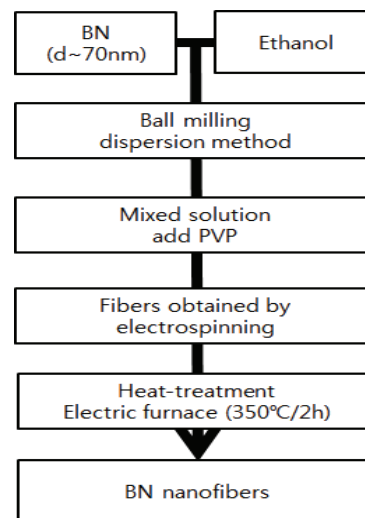 BN
(d~70nm)
Ethanol
Ball milling
dispersion method
Mixed solution
add PVP
Fibers obtained by
electrospinning
Heat-treatment
Electric furnace (350℃/2h)
BN nanofibers